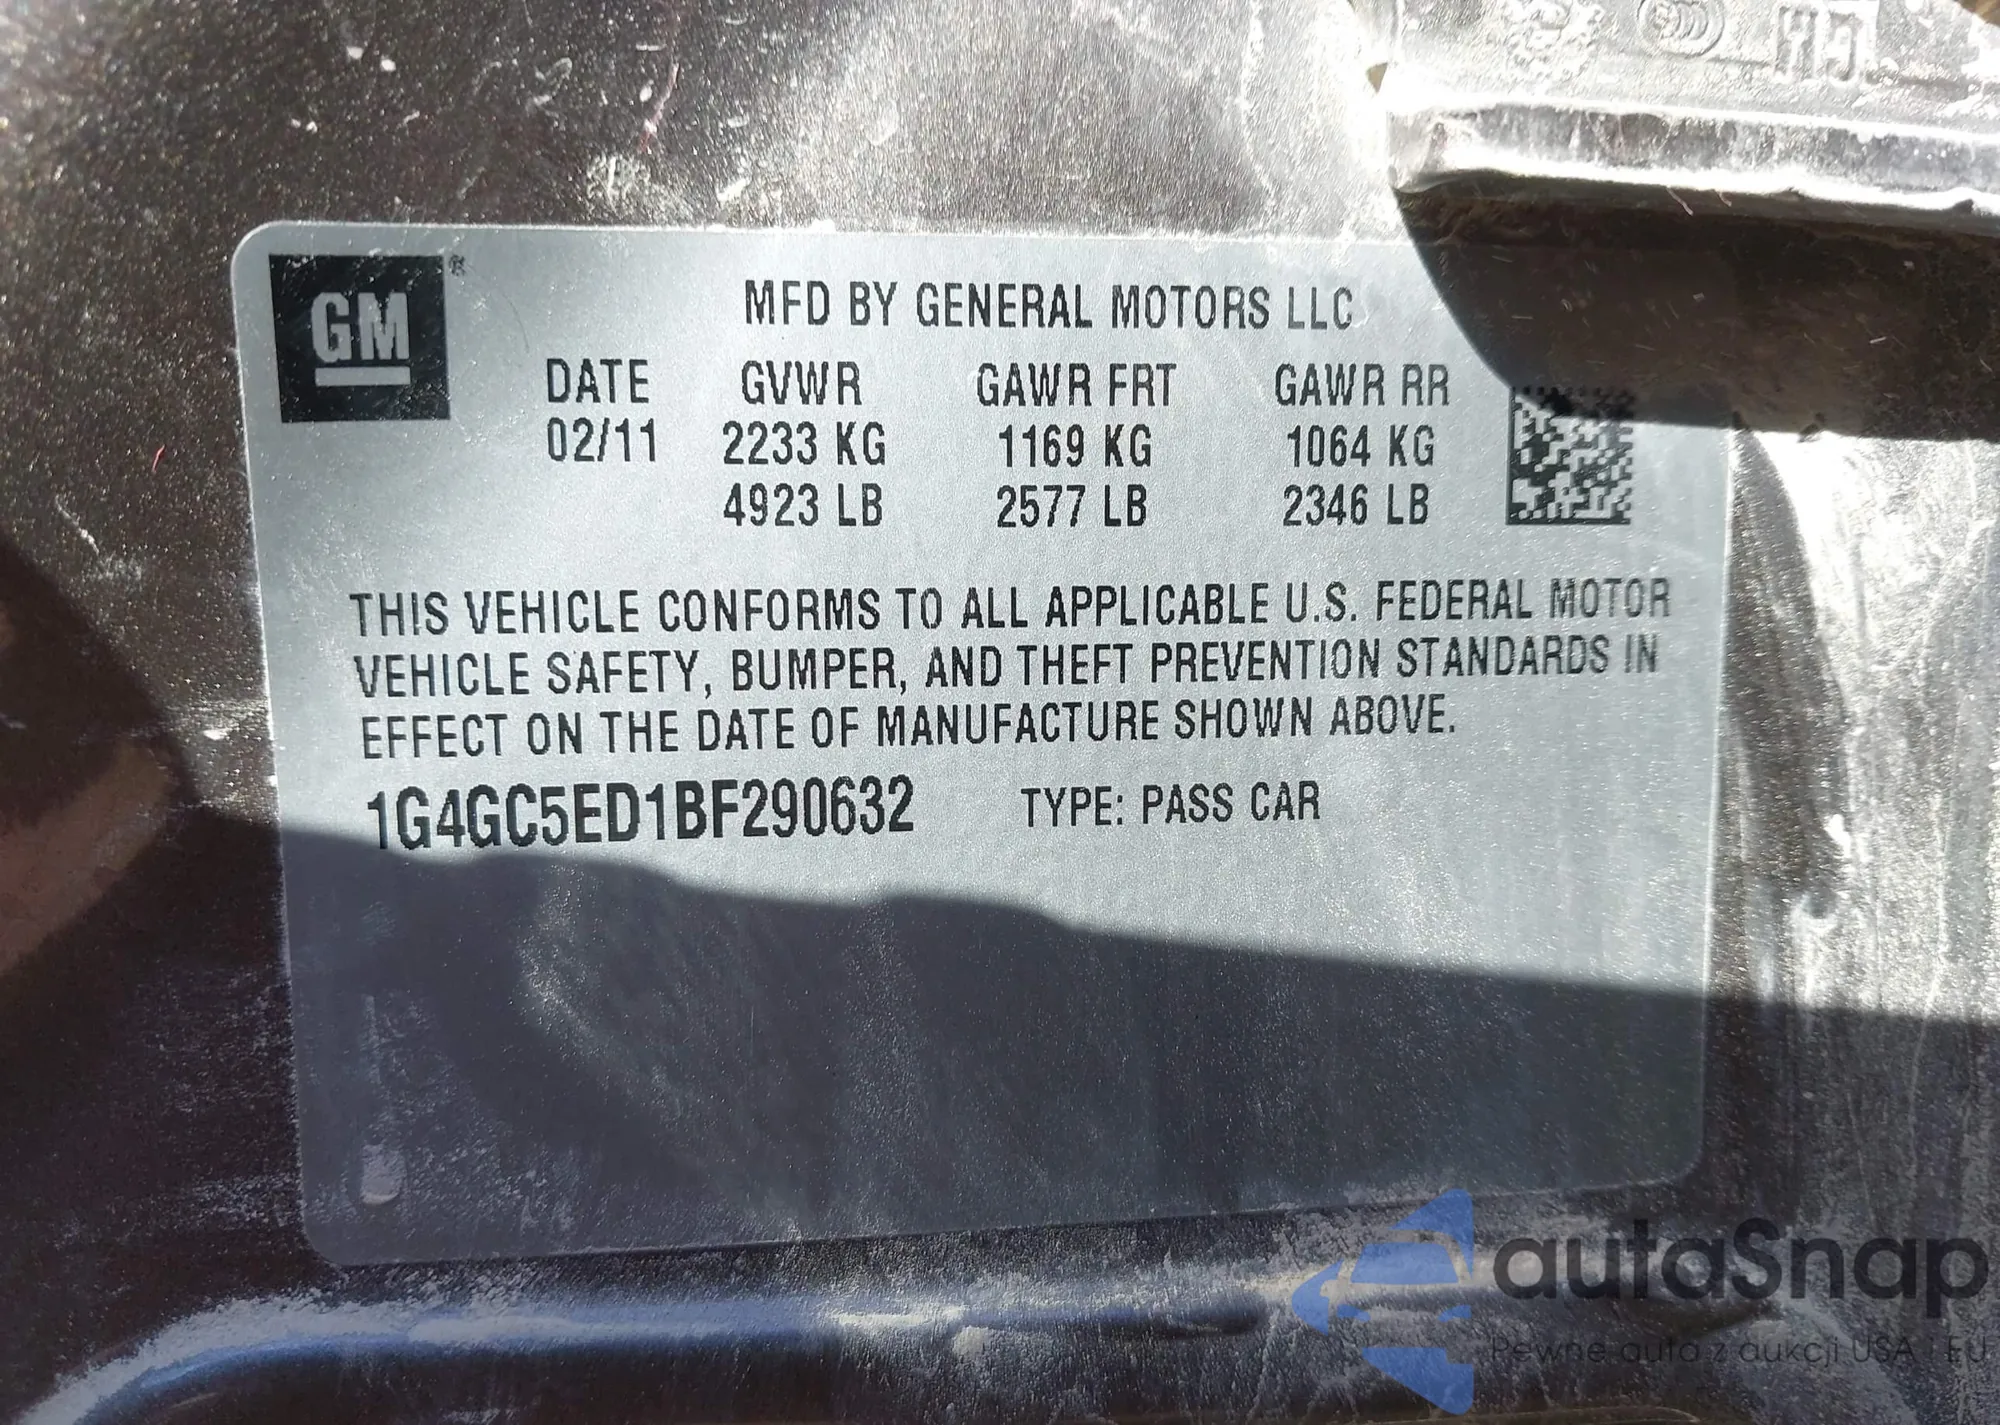 GM®
MFD BY GENERAL MOTORS LLC
DATE GVWR GAWR FRT GAWR RR
02/11 2233 KG 1169 KG 1064 KG
4923 LB 2577 LB 2346 LB
THIS VEHICLE CONFORMS TO ALL APPLICABLE U.S. FEDERAL MOTOR
VEHICLE SAFETY, BUMPER, AND THEFT PREVENTION STANDARDS IN
EFFECT ON THE DATE OF MANUFACTURE SHOWN ABOVE.
1G4GC5ED1BF290632 TYPE: PASS CAR
autaSnap
Pewne auta z aukcji USA i EU